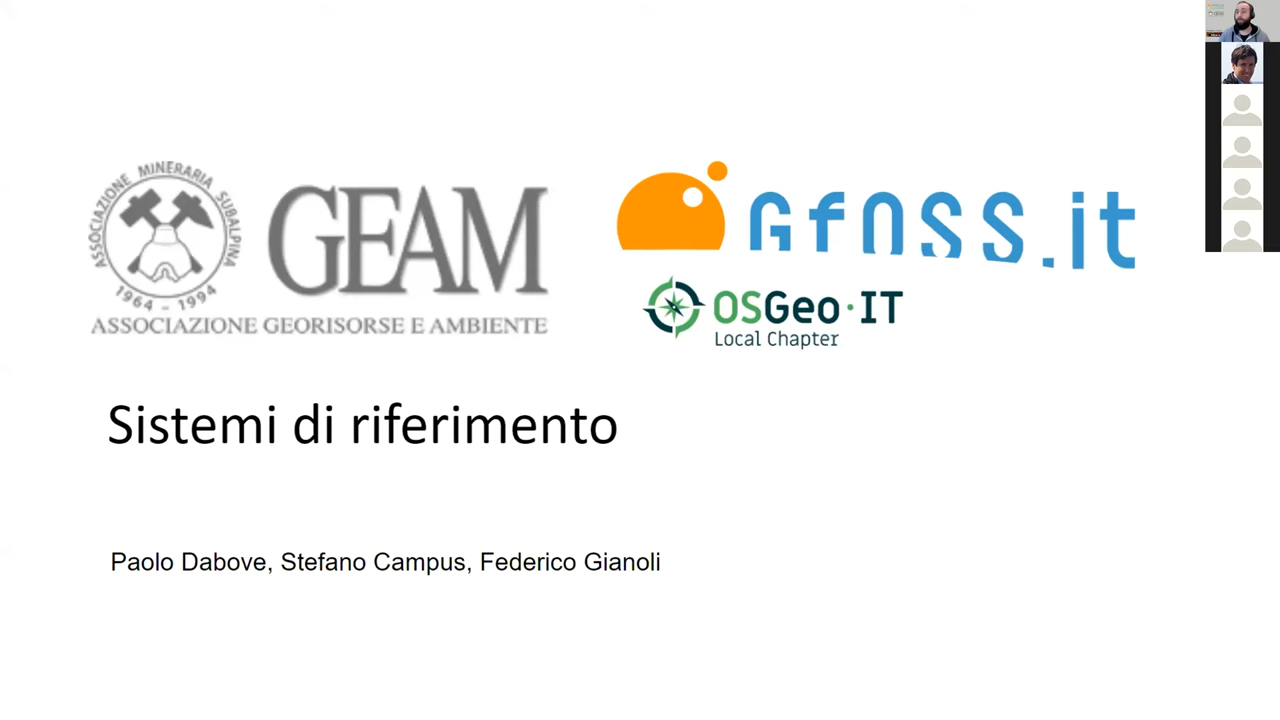 ASSOCIAZIONE MINERARIA SUBALPINA
1964 - 1994
GEAM
ASSOCIAZIONE GEORISORSE E AMBIENTE
GFOSS.it
OSGeo·IT
Local Chapter
Sistemi di riferimento
Paolo Dabove, Stefano Campus, Federico Gianoli